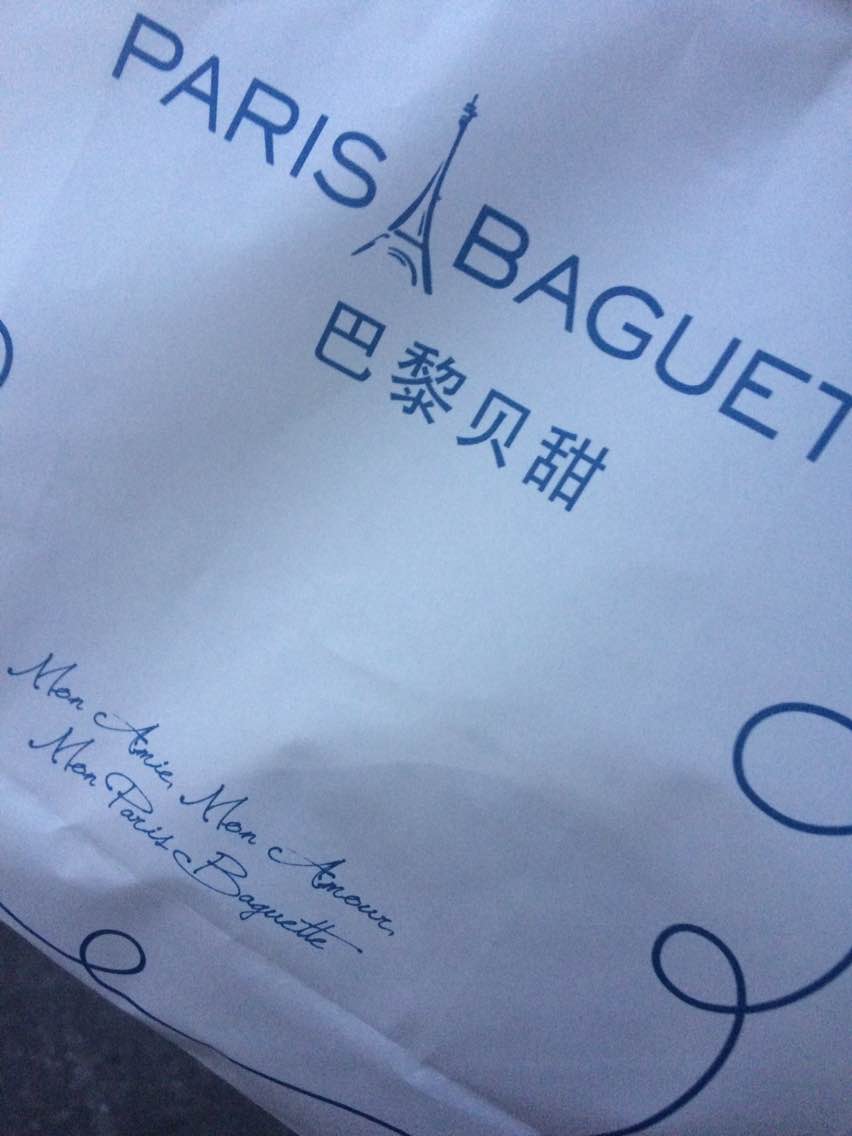 PARIS BAGUET
巴黎贝甜
Mon Amie, Mon Amour,
Mon Paris Baguette